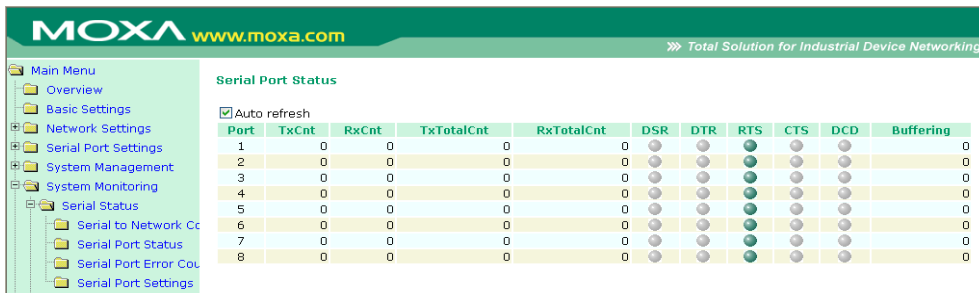 MOXA www.moxa.com
Total Solution for Industrial Device Networking
Main Menu
Overview
Basic Settings
Network Settings
Serial Port Settings
System Management
System Monitoring
Serial Status
Serial to Network Co
Serial Port Status
Serial Port Error Cou
Serial Port Settings
Serial Port Status
Auto refresh
Port TxCnt RxCnt TxTotalCnt RxTotalCnt DSR DTR RTS CTS DCD Buffering
1 0 0 0 0 0
2 0 0 0 0 0
3 0 0 0 0 0
4 0 0 0 0 0
5 0 0 0 0 0
6 0 0 0 0 0
7 0 0 0 0 0
8 0 0 0 0 0